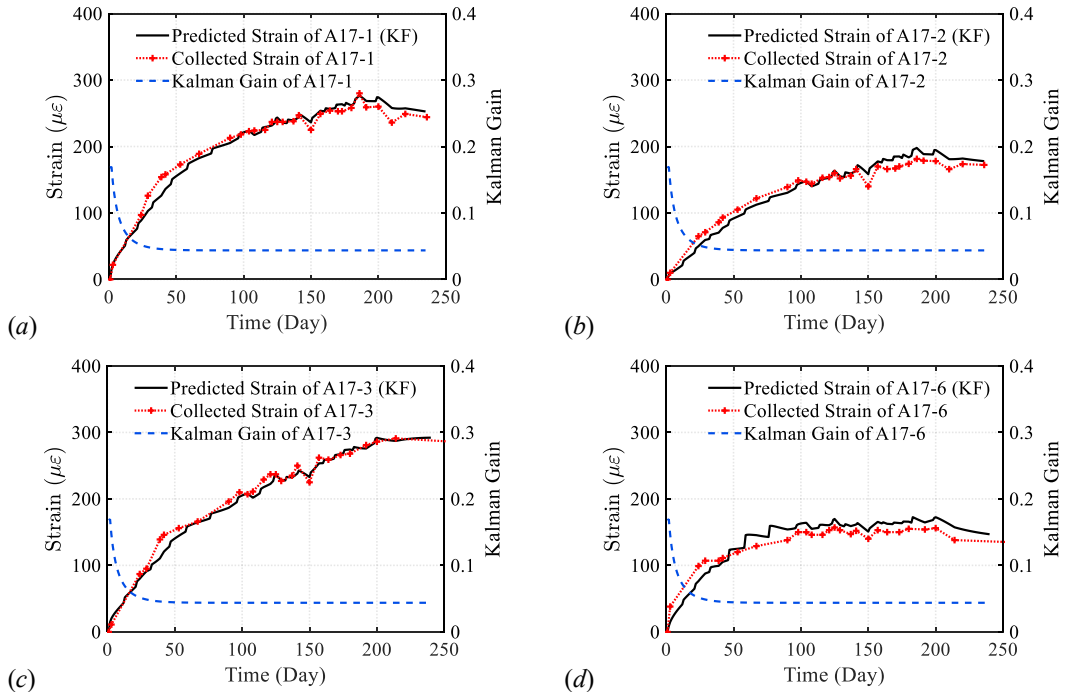 400
300
200
100
0
Strain (με)
0.4
0.3
0.2
0.1
0
Kalman Gain
Predicted Strain of A17-1 (KF)
Collected Strain of A17-1
Kalman Gain of A17-1
0 50 100 150 200 250
Time (Day)
(a)
400
300
200
100
0
Strain (με)
0.4
0.3
0.2
0.1
0
Kalman Gain
Predicted Strain of A17-2 (KF)
Collected Strain of A17-2
Kalman Gain of A17-2
0 50 100 150 200 250
Time (Day)
(b)
400
300
200
100
0
Strain (με)
0.4
0.3
0.2
0.1
0
Kalman Gain
Predicted Strain of A17-3 (KF)
Collected Strain of A17-3
Kalman Gain of A17-3
0 50 100 150 200 250
Time (Day)
(c)
400
300
200
100
0
Strain (με)
0.4
0.3
0.2
0.1
0
Kalman Gain
Predicted Strain of A17-6 (KF)
Collected Strain of A17-6
Kalman Gain of A17-6
0 50 100 150 200 250
Time (Day)
(d)